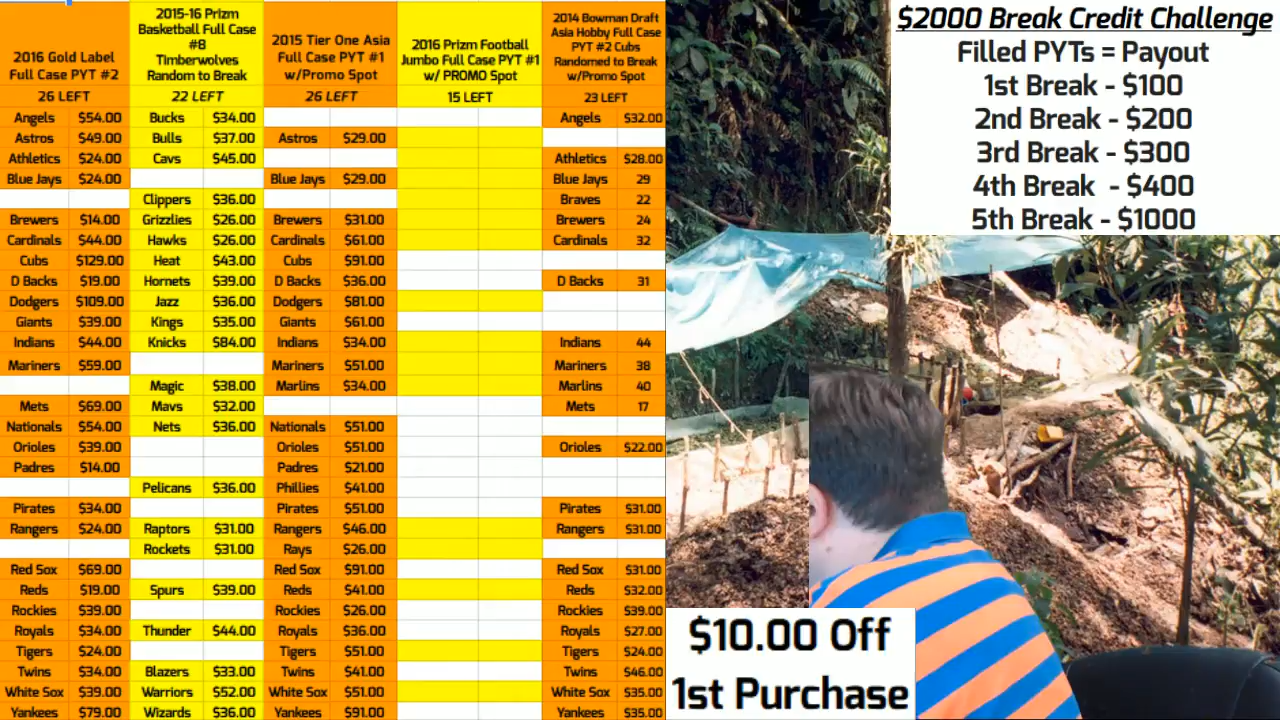 2016 Gold Label
Full Case PYT #2
26 LEFT
Angels $54.00
Astros $49.00
Athletics $24.00
Blue Jays $24.00
Brewers $14.00
Cardinals $44.00
Cubs $129.00
D Backs $19.00
Dodgers $109.00
Giants $39.00
Indians $44.00
Mariners $59.00
Mets $69.00
Nationals $54.00
Orioles $39.00
Padres $14.00
Pirates $34.00
Rangers $24.00
Red Sox $69.00
Reds $19.00
Rockies $39.00
Royals $34.00
Tigers $24.00
Twins $34.00
White Sox $39.00
Yankees $79.00
2015-16 Prizm
Basketball Full Case
#8
Timberwolves
Random to Break
22 LEFT
Bucks $34.00
Bulls $37.00
Cavs $45.00
Clippers $36.00
Grizzlies $26.00
Hawks $26.00
Heat $43.00
Hornets $39.00
Jazz $36.00
Kings $35.00
Knicks $84.00
Magic $38.00
Mavs $32.00
Nets $36.00
Pelicans $36.00
Raptors $31.00
Rockets $31.00
Spurs $39.00
Thunder $44.00
Blazers $33.00
Warriors $52.00
Wizards $36.00
2015 Tier One Asia
Full Case PYT #1
w/Promo Spot
26 LEFT
Astros $29.00
Blue Jays $29.00
Brewers $31.00
Cardinals $61.00
Cubs $91.00
D Backs $36.00
Dodgers $81.00
Giants $61.00
Indians $34.00
Mariners $51.00
Marlins $34.00
Nationals $51.00
Orioles $51.00
Padres $21.00
Phillies $41.00
Pirates $51.00
Rangers $46.00
Rays $26.00
Red Sox $91.00
Reds $41.00
Rockies $26.00
Royals $36.00
Tigers $51.00
Twins $41.00
White Sox $51.00
Yankees $91.00
2016 Prizm Football
Jumbo Full Case PYT #1
w/ PROMO Spot
15 LEFT
2014 Bowman Draft
Asia Hobby Full Case
PYT #2 Cubs
Randomed to Break
w/Promo Spot
23 LEFT
Angels $32.00
Athletics $28.00
Blue Jays 29
Braves 22
Brewers 24
Cardinals 32
D Backs 31
Indians 44
Mariners 38
Marlins 40
Mets 17
Orioles $22.00
Pirates $31.00
Rangers $31.00
Red Sox $31.00
Reds $32.00
Rockies $39.00
Royals $27.00
Tigers $24.00
Twins $46.00
White Sox $35.00
Yankees $35.00
$2000 Break Credit Challenge
Filled PYTs = Payout
1st Break - $100
2nd Break - $200
3rd Break - $300
4th Break - $400
5th Break - $1000
$10.00 Off
1st Purchase